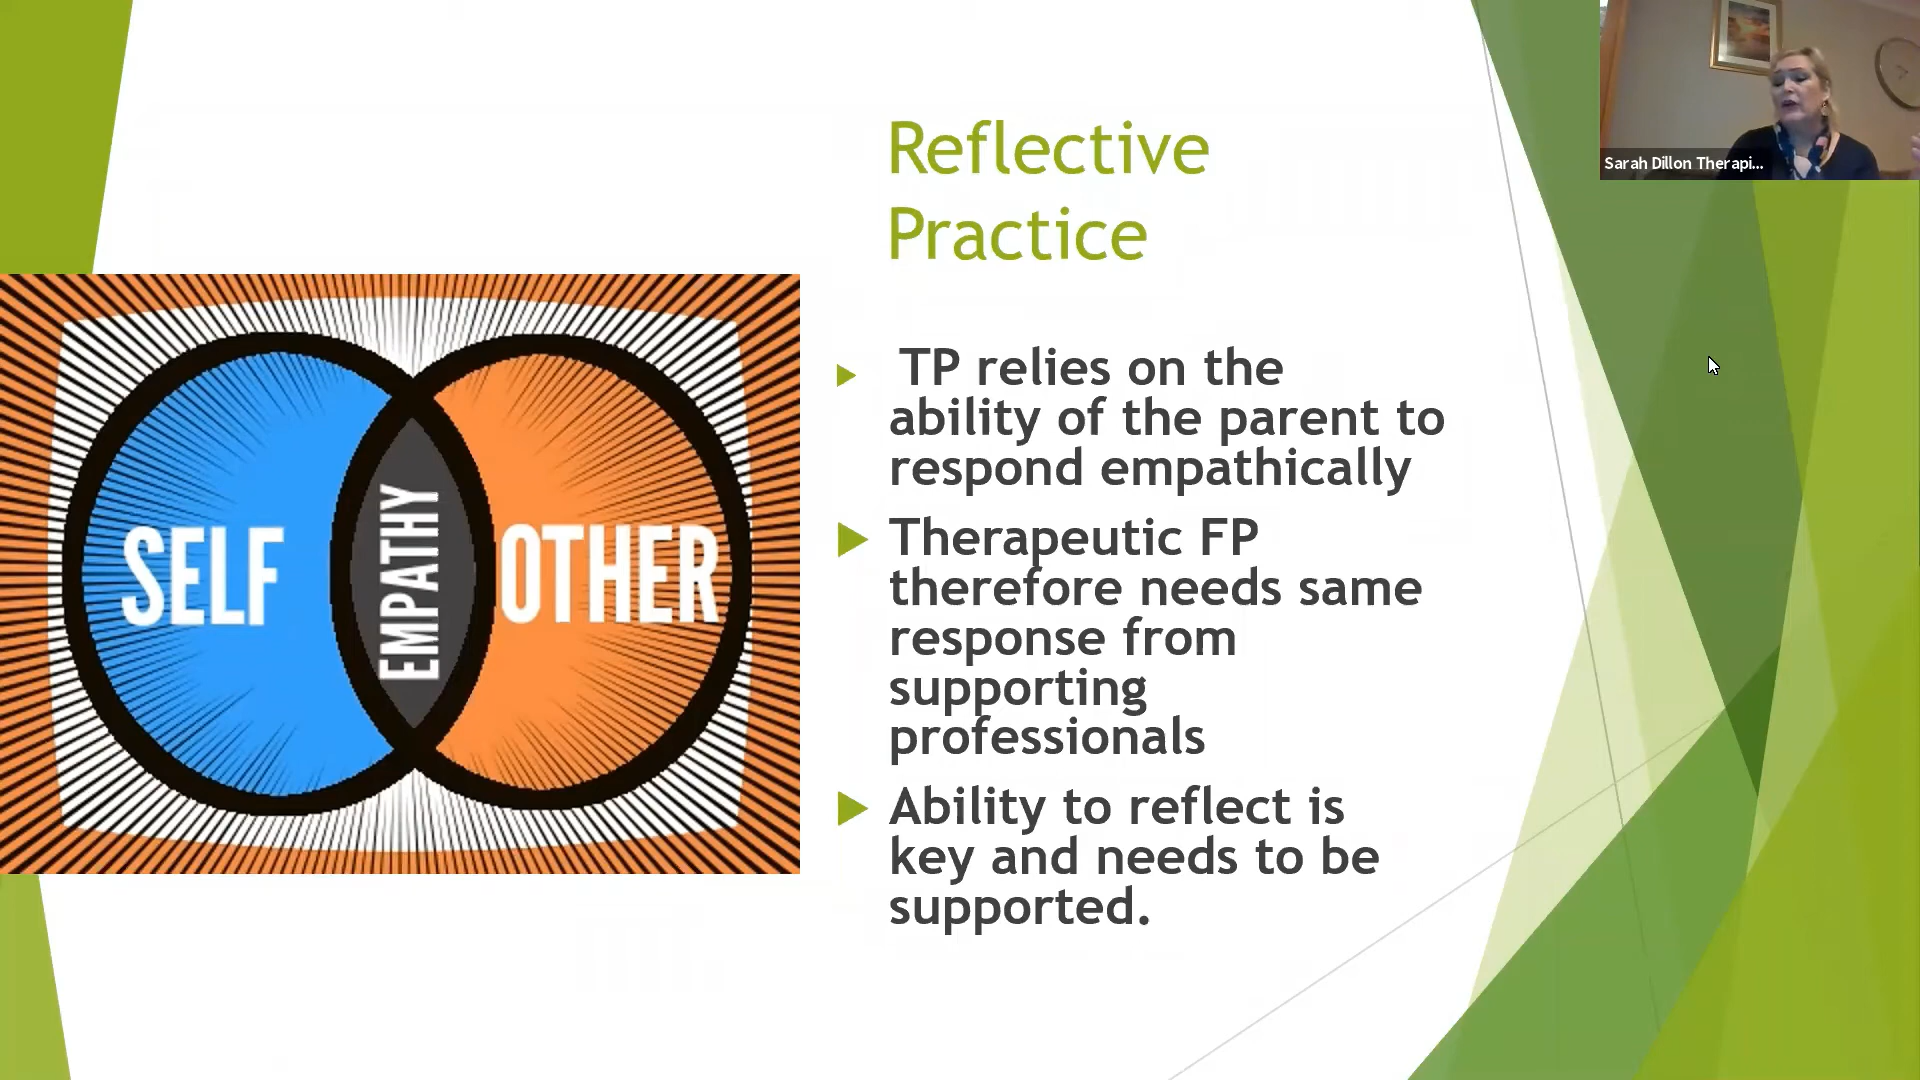 Reflective
Practice
TP relies on the
ability of the parent to
respond empathically
Therapeutic FP
therefore needs same
response from
supporting
professionals
Ability to reflect is
key and needs to be
supported.
SELF
EMPATHY
OTHER
Sarah Dillon Therapi...